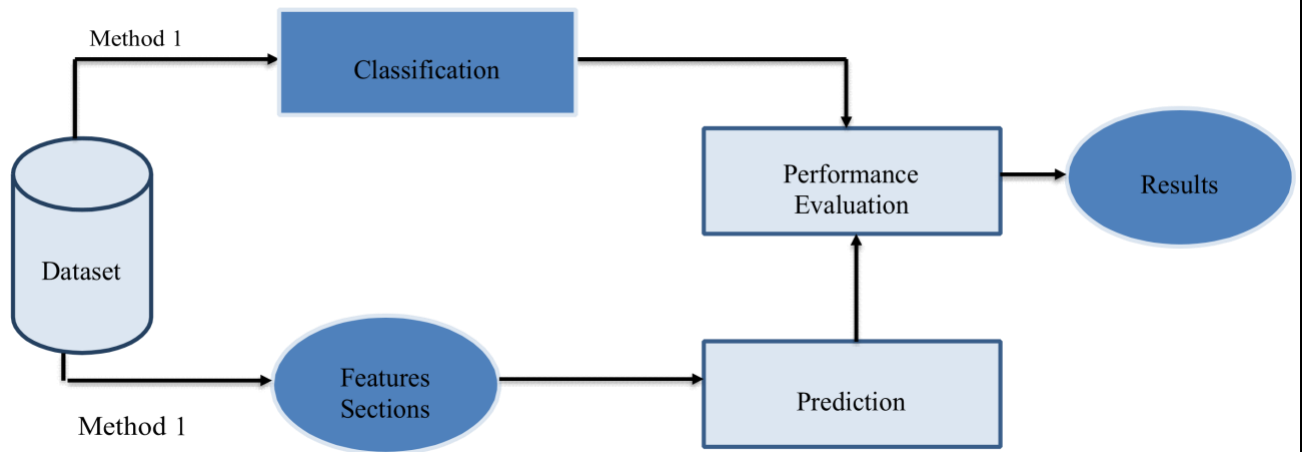 Method 1
Classification
Performance
Evaluation
Results
Dataset
Features
Sections
Prediction
Method 1